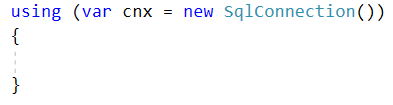 using (var cnx = new SqlConnection())
{
}